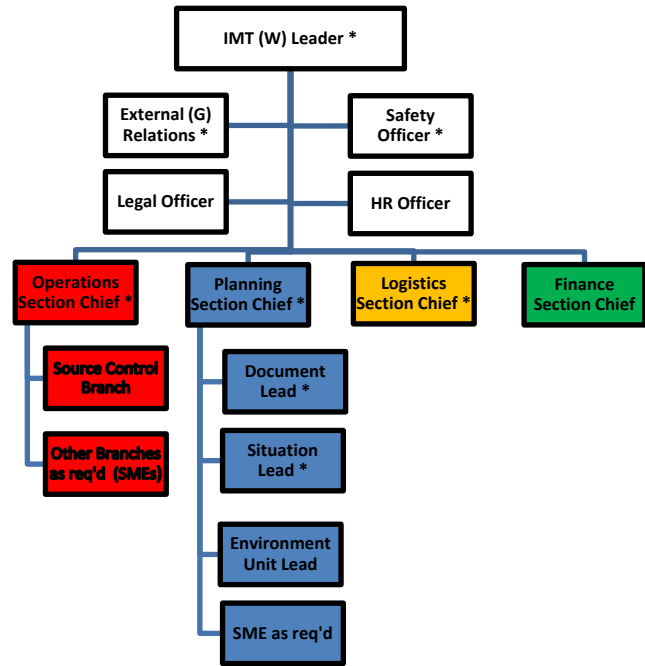 IMT (W) Leader *
External (G)
Relations *
Safety
Officer *
Legal Officer
HR Officer
Operations
Section Chief *
Planning
Section Chief *
Logistics
Section Chief *
Finance
Section Chief
Source Control
Branch
Other Branches
as req'd (SMEs)
Document
Lead *
Situation
Lead *
Environment
Unit Lead
SME as req'd